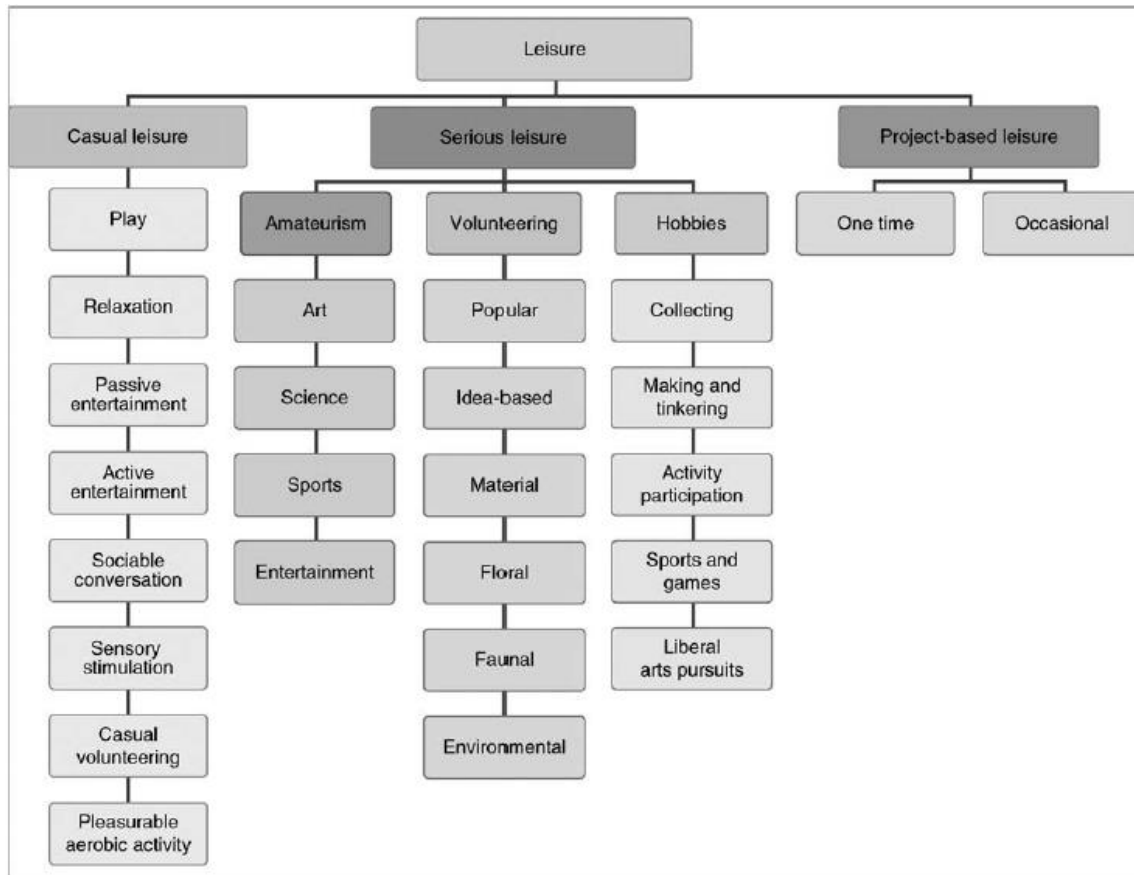 Leisure
Casual leisure
Serious leisure
Project-based leisure
Play
Relaxation
Passive
entertainment
Active
entertainment
Sociable
conversation
Sensory
stimulation
Casual
volunteering
Pleasurable
aerobic activity
Amateurism
Art
Science
Sports
Entertainment
Volunteering
Popular
Idea-based
Material
Floral
Faunal
Environmental
Hobbies
Collecting
Making and
tinkering
Activity
participation
Sports and
games
Liberal
arts pursuits
One time
Occasional